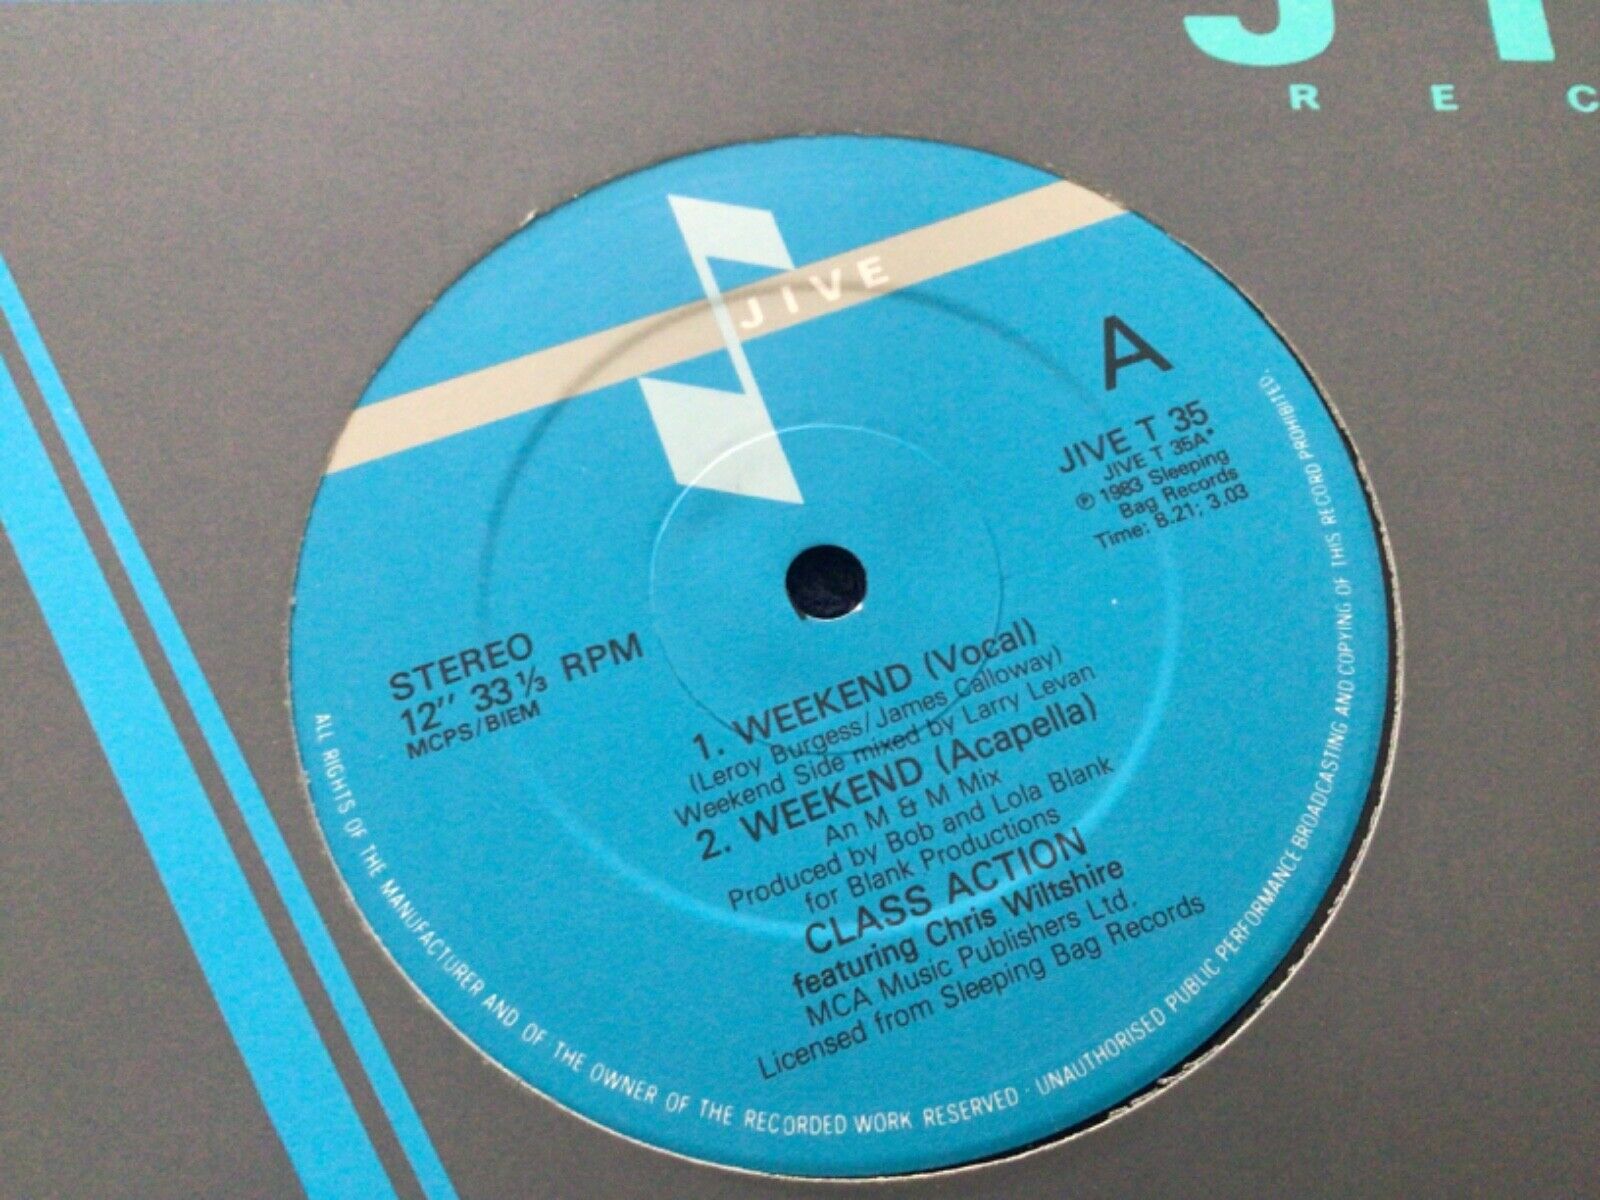 J
R E C
JIVE
A
JIVE T 35
JIVE T 35A*
℗ 1983 Sleeping
Bag Records
Time: 8.21; 3.03
STEREO
12" 33⅓ RPM
MCPS/BIEM
1. WEEKEND (Vocal)
(Leroy Burgess/James Calloway)
Weekend Side mixed by Larry Levan
2. WEEKEND (Acapella)
An M & M Mix
Produced by Bob and Lola Blank
for Blank Productions
CLASS ACTION
featuring Chris Wiltshire
MCA Music Publishers Ltd.
Licensed from Sleeping Bag Records
ALL RIGHTS OF THE MANUFACTURER AND OF THE OWNER OF THE RECORDED WORK RESERVED · UNAUTHORISED PUBLIC PERFORMANCE BROADCASTING AND COPYING OF THIS RECORD PROHIBITED.